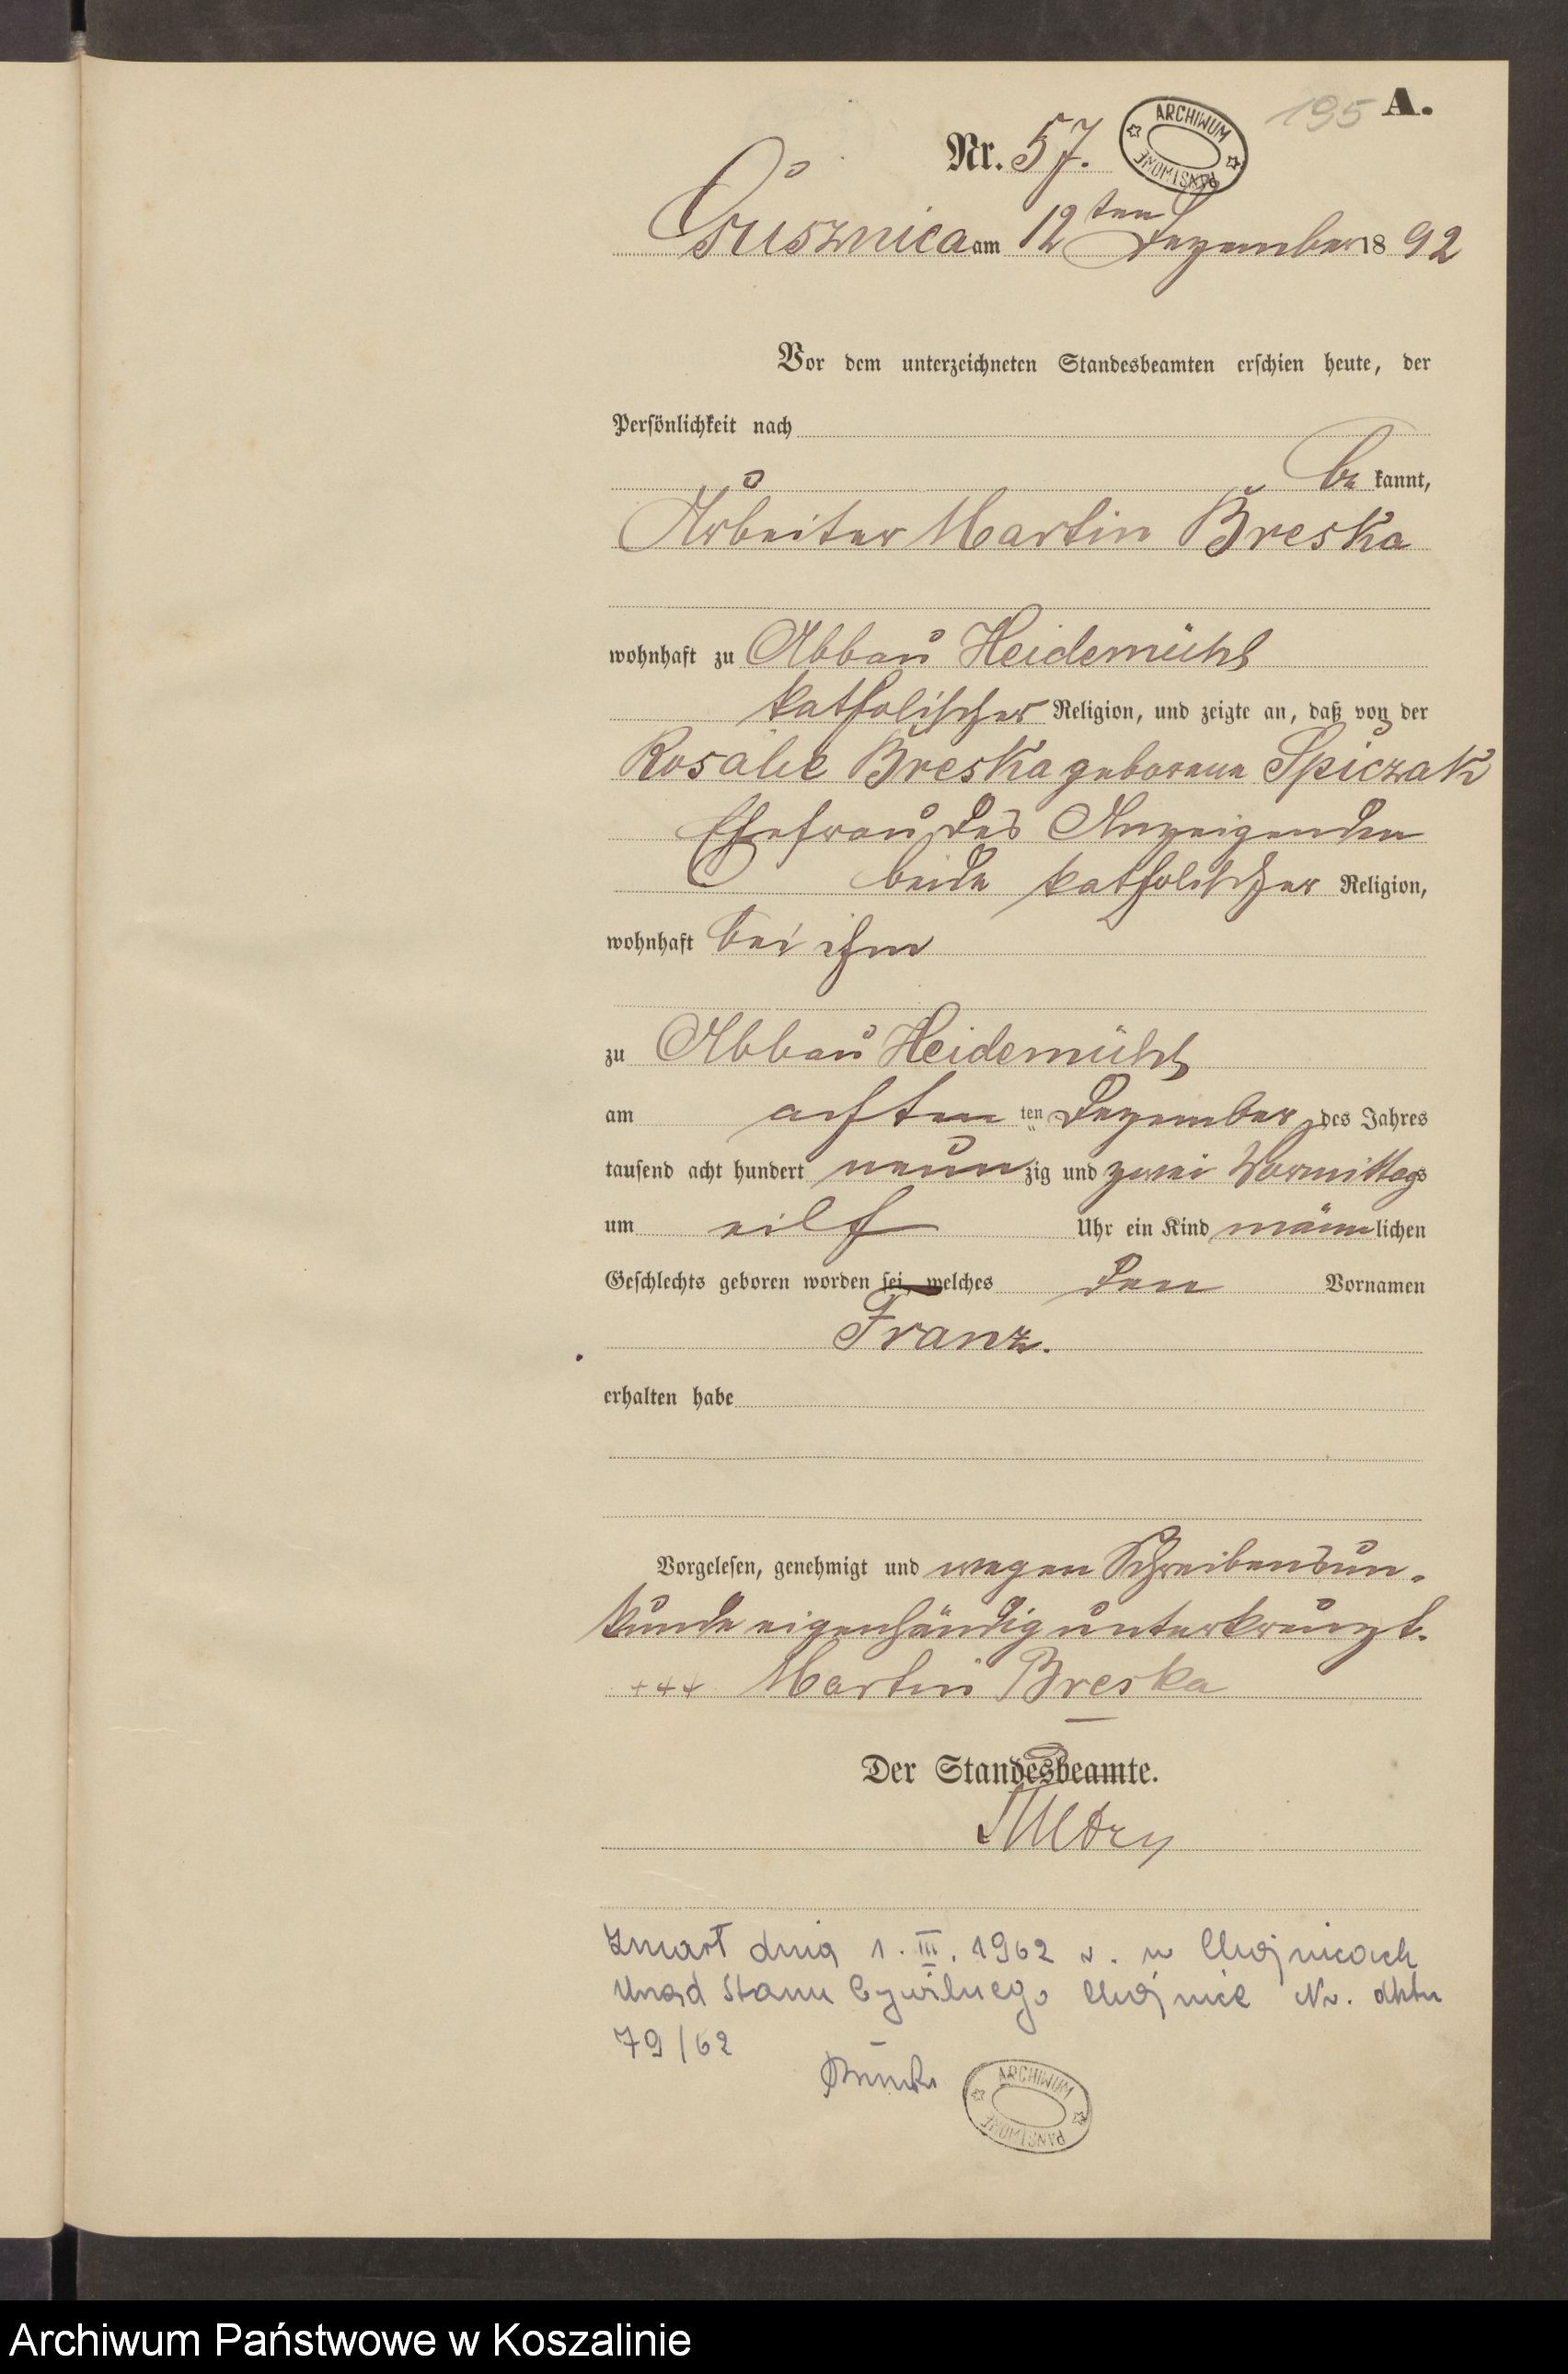 195 A.
Nr. 57.
ARCHIWUM PAŃSTWOWE
am 12ten Dezember 1892
Vor dem unterzeichneten Standesbeamten erschien heute, der
Persönlichkeit nach
be kannt,
Arbeiter Martin Breska
wohnhaft zu Abbau Heidemühl
katholischer Religion, und zeigte an, daß von der
Rosalie Breska geborene Spiczak
Ehefrau des Anzeigenden
beide katholischer Religion,
wohnhaft bei ihm
zu Abbau Heidemühl
am achten ten Dezember des Jahres
tausend acht hundert neunzig und zwei Vormittags
um eilf Uhr ein Kind männlichen
Geschlechts geboren worden sei, welches den Vornamen
Franz.
erhalten habe
Vorgelesen, genehmigt und wegen Schreibensun-
kunde eigenhändig unterkreuzt.
+++ Martin Breska
Der Standesbeamte.
Zmarł dnia 1. III. 1962 r. w Chojnicach
Urząd Stanu Cywilnego Chojnice Nr. aktu
79/62
ARCHIWUM PAŃSTWOWE
Archiwum Państwowe w Koszalinie